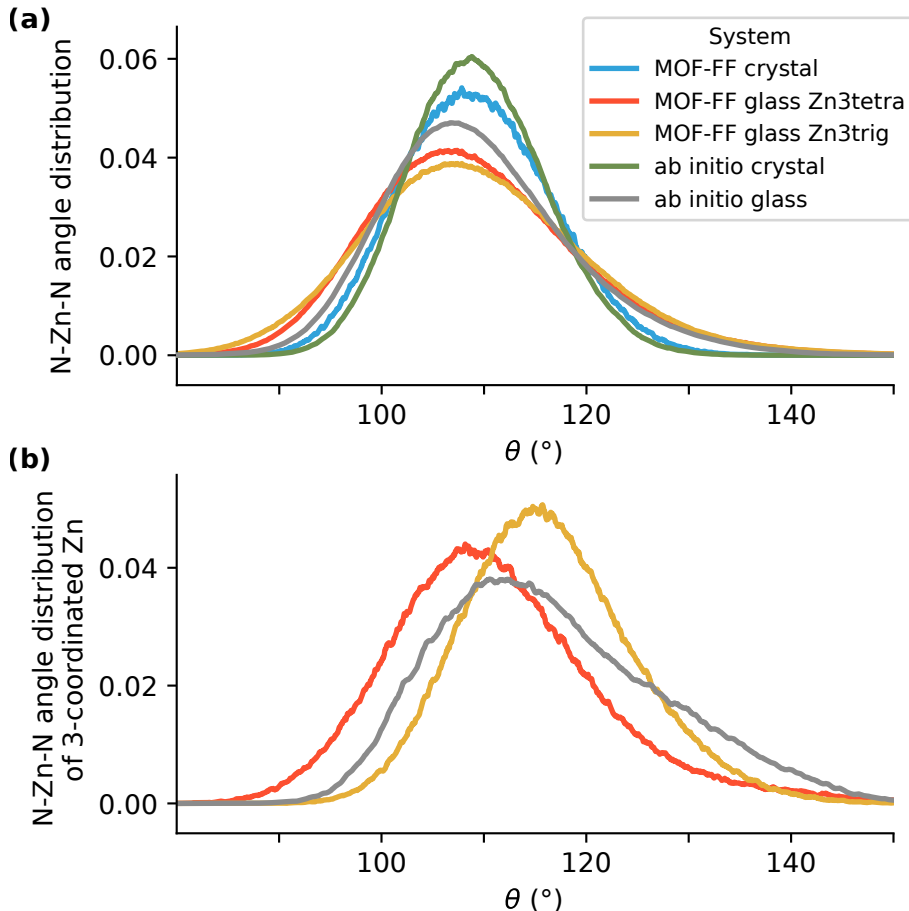 (a)
N-Zn-N angle distribution
0.06
0.04
0.02
0.00
100
120
140
θ (°)
System
MOF-FF crystal
MOF-FF glass Zn3tetra
MOF-FF glass Zn3trig
ab initio crystal
ab initio glass
(b)
N-Zn-N angle distribution
of 3-coordinated Zn
0.04
0.02
0.00
100
120
140
θ (°)